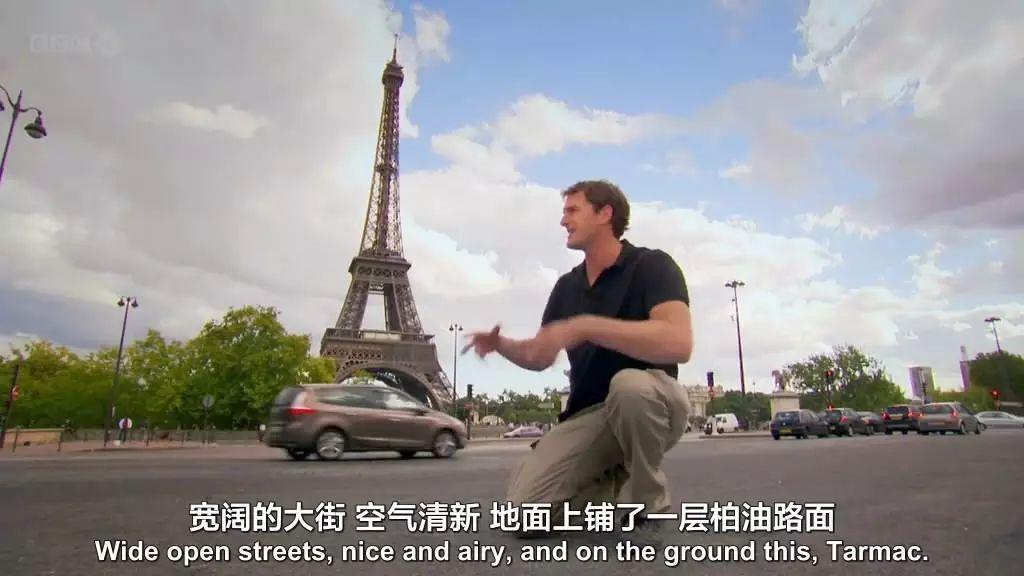 BBC
宽阔的大街 空气清新 地面上铺了一层柏油路面
Wide open streets, nice and airy, and on the ground this, Tarmac.